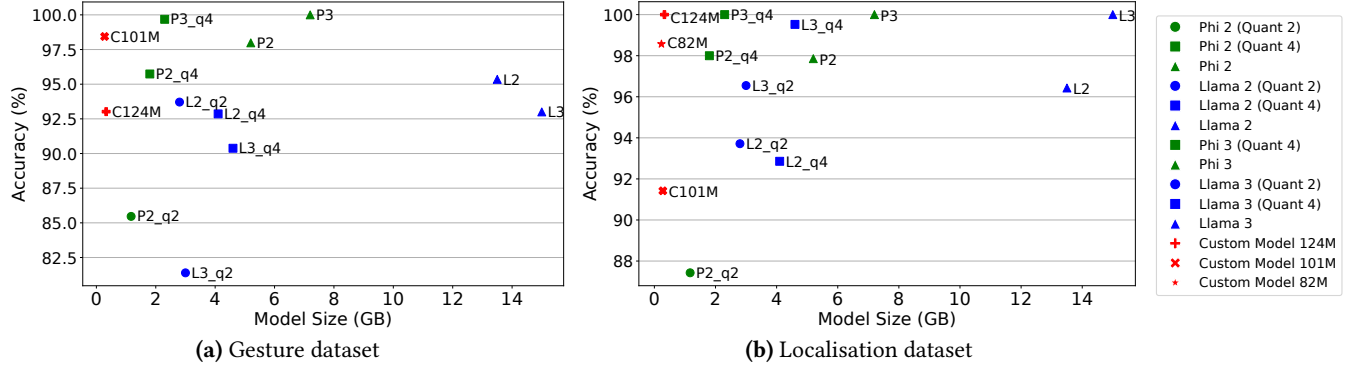 100.0
97.5
95.0
92.5
90.0
87.5
85.0
82.5
Accuracy (%)
P3_q4
P3
C101M
P2
P2_q4
L2
L2_q2
C124M
L2_q4
L3
L3_q4
P2_q2
L3_q2
0 2 4 6 8 10 12 14
Model Size (GB)
(a) Gesture dataset
100
98
96
94
92
90
88
Accuracy (%)
C124M
P3_q4
P3
L3
L3_q4
C82M
P2_q4
P2
L3_q2
L2
L2_q2
L2_q4
C101M
P2_q2
0 2 4 6 8 10 12 14
Model Size (GB)
(b) Localisation dataset
Phi 2 (Quant 2)
Phi 2 (Quant 4)
Phi 2
Llama 2 (Quant 2)
Llama 2 (Quant 4)
Llama 2
Phi 3 (Quant 4)
Phi 3
Llama 3 (Quant 2)
Llama 3 (Quant 4)
Llama 3
Custom Model 124M
Custom Model 101M
Custom Model 82M